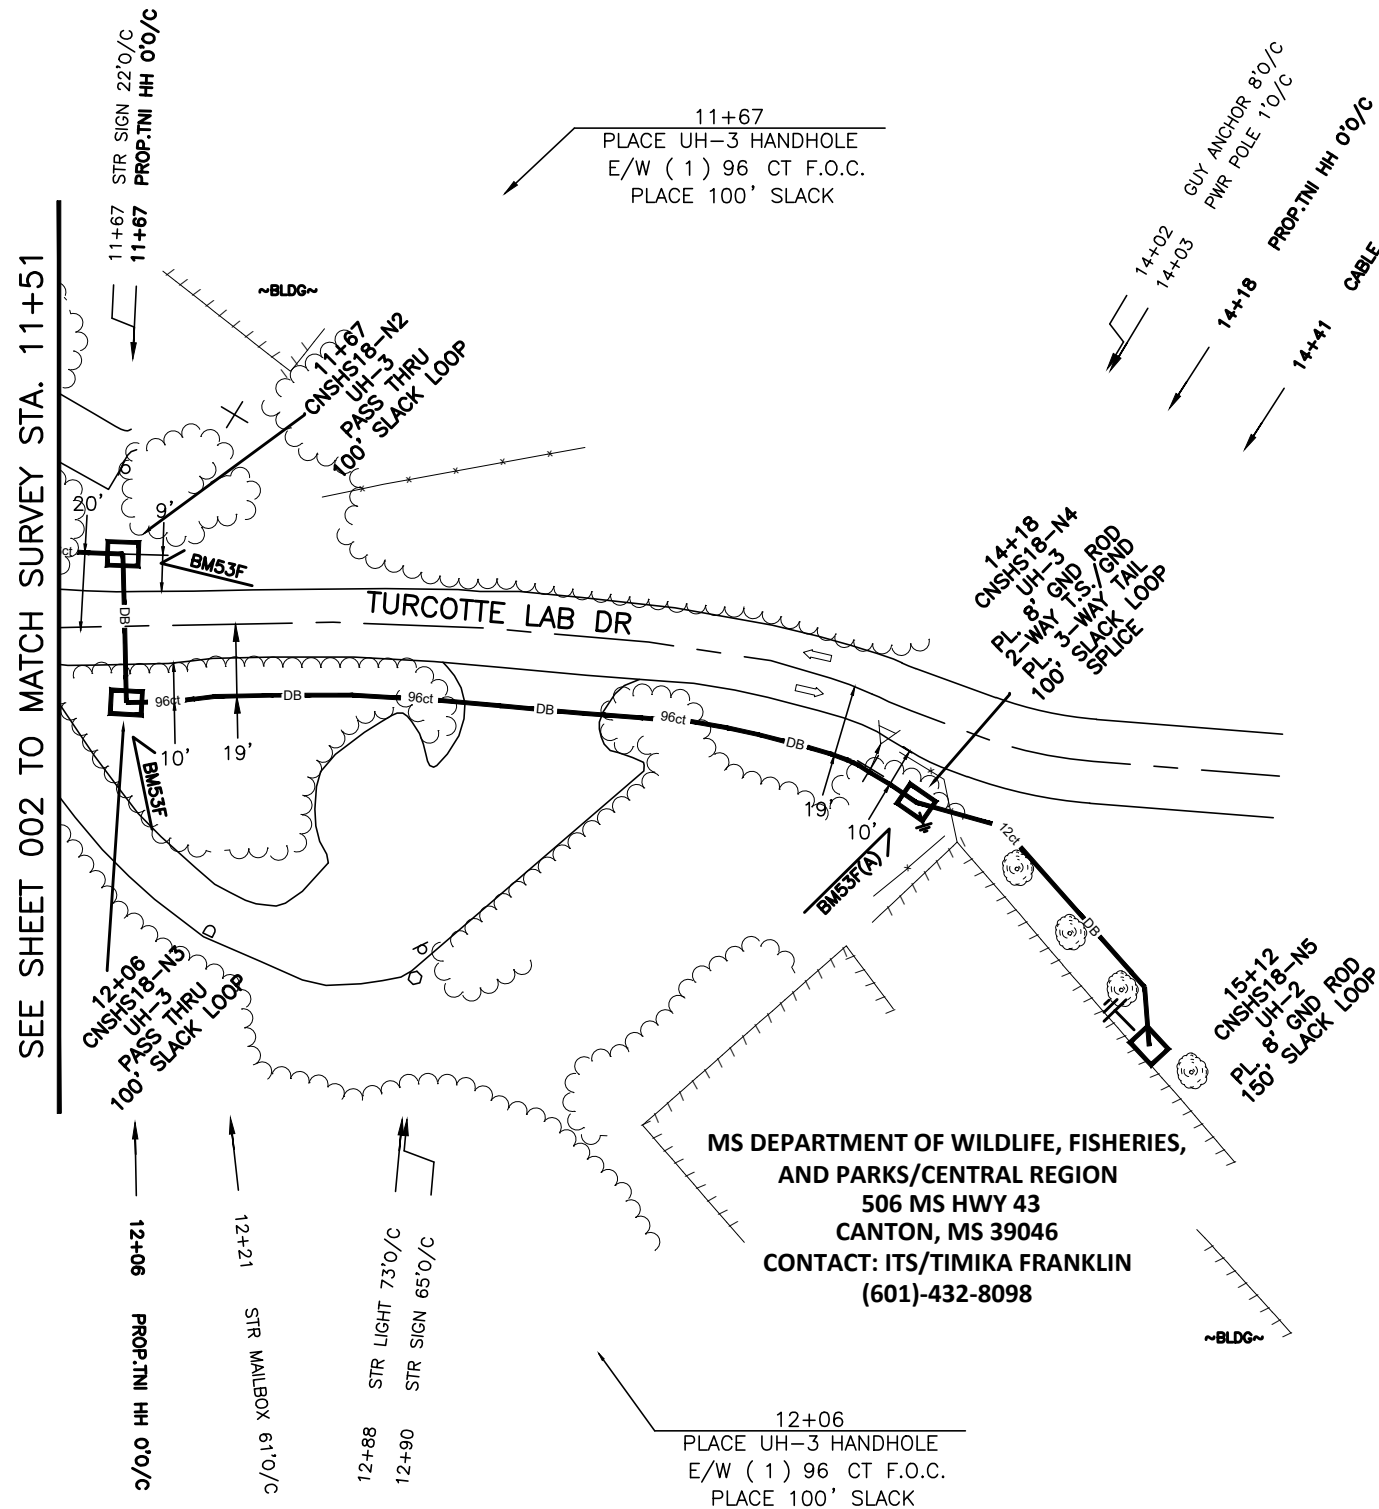 11+67 STR SIGN 22'O/C
11+67 PROP.TNI HH 0'O/C
11+67
PLACE UH-3 HANDHOLE
E/W ( 1 ) 96 CT F.O.C.
PLACE 100' SLACK
14+02 GUY ANCHOR 8'O/C
14+03 PWR POLE 1'O/C
14+18 PROP.TNI HH 0'O/C
14+41 CABLE
SEE SHEET 002 TO MATCH SURVEY STA. 11+51
~BLDG~
11+67
CNSHS18-N2
UH-3
PASS THRU
100' SLACK LOOP
20'
9'
ct
BM53F
DB
TURCOTTE LAB DR
14+18
CNSHS18-N4
UH-3
PL. 8' GND ROD
2-WAY T.S./GND
PL. 3-WAY TAIL
100' SLACK LOOP
SPLICE
96ct
DB
96ct
DB
96ct
DB
10'
19'
BM53F
19'
10'
BM53F(A)
12ct
DB
12+06
CNSHS18-N3
UH-3
PASS THRU
100' SLACK LOOP
15+12
CNSHS18-N5
UH-2
PL. 8' GND ROD
150' SLACK LOOP
MS DEPARTMENT OF WILDLIFE, FISHERIES,
AND PARKS/CENTRAL REGION
506 MS HWY 43
CANTON, MS 39046
CONTACT: ITS/TIMIKA FRANKLIN
(601)-432-8098
~BLDG~
12+06 PROP.TNI HH 0'O/C
12+21 STR MAILBOX 61'O/C
12+88 STR LIGHT 73'O/C
12+90 STR SIGN 65'O/C
12+06
PLACE UH-3 HANDHOLE
E/W ( 1 ) 96 CT F.O.C.
PLACE 100' SLACK